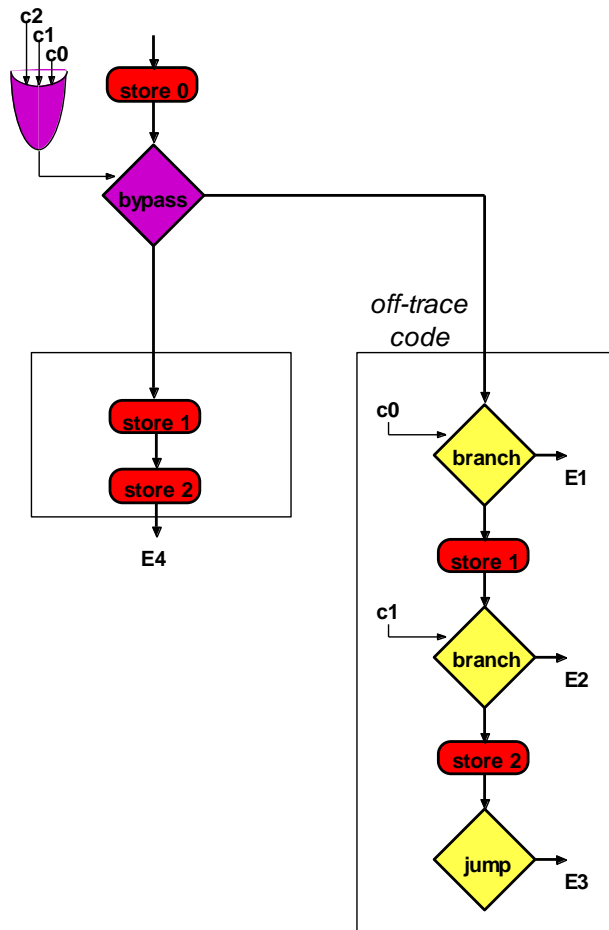 c2
c1
c0
store 0
bypass
off-trace
code
store 1
store 2
E4
c0
branch
E1
store 1
c1
branch
E2
store 2
jump
E3